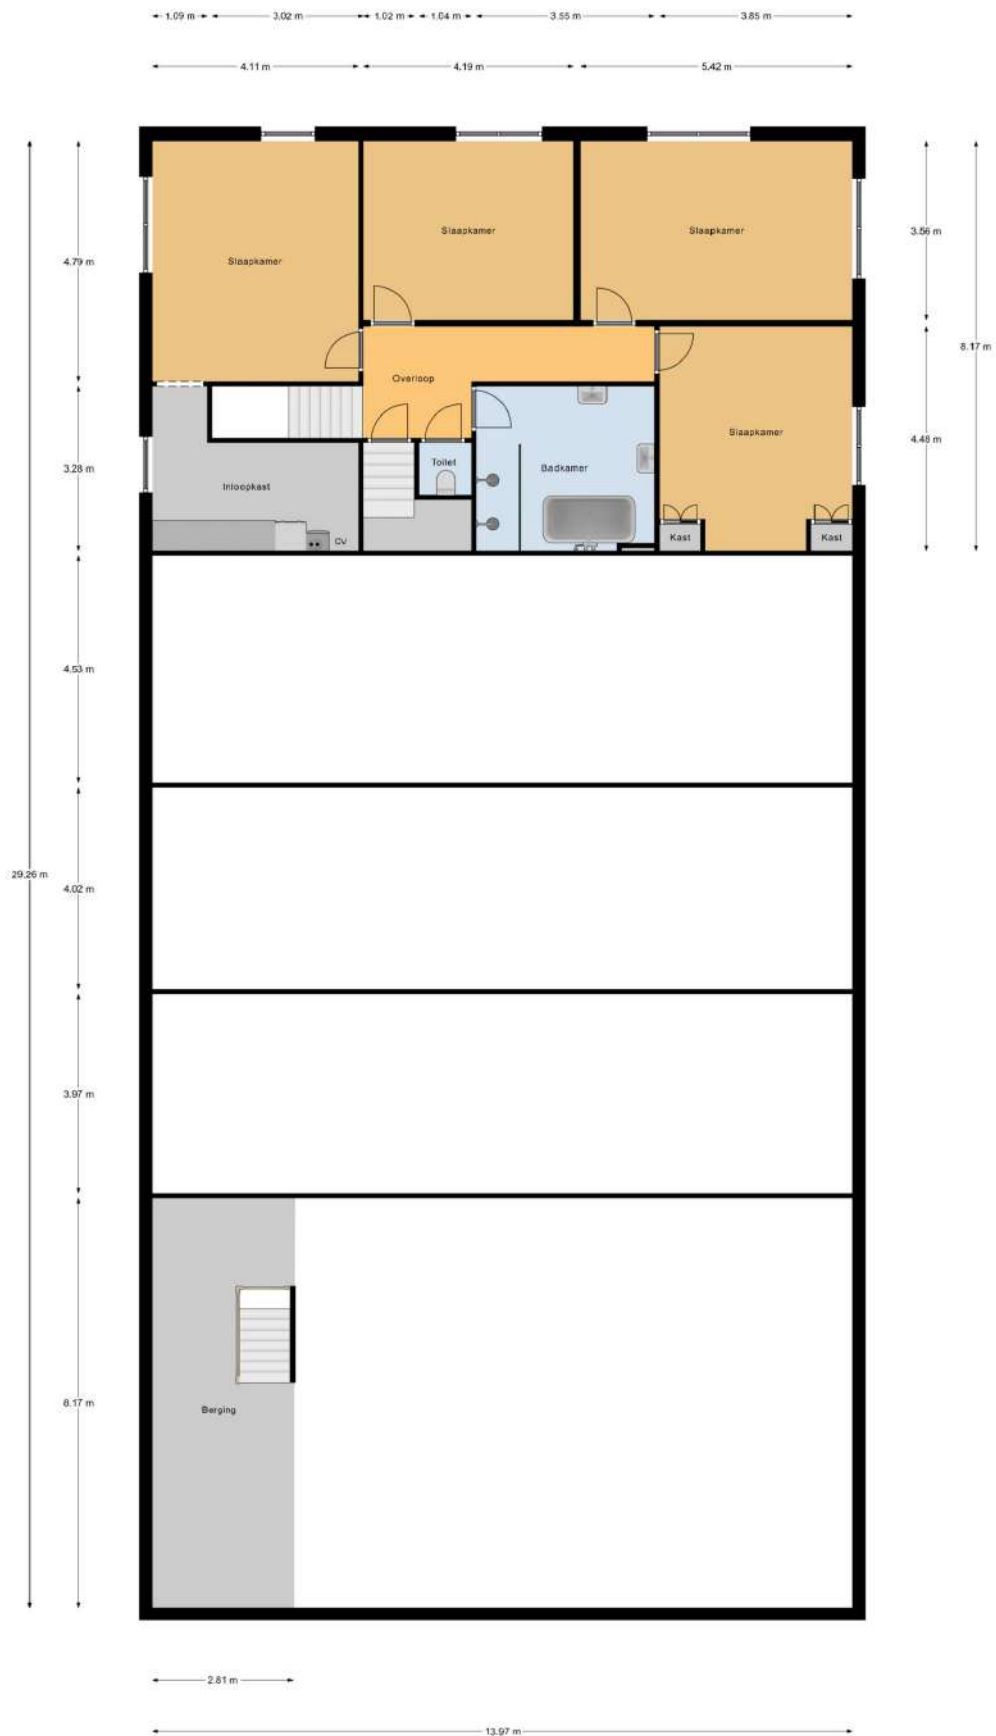 1.09 m 3.02 m 1.02 m 1.04 m 3.55 m 3.85 m
4.11 m 4.19 m 5.42 m
Slaapkamer
Slaapkamer
Slaapkamer
3.56 m
4.79 m
8.17 m
Overloop
Slaapkamer
4.48 m
3.28 m
Toilet
Badkamer
Inloopkast
CV
Kast
Kast
4.53 m
29.26 m
4.02 m
3.97 m
8.17 m
Berging
2.81 m
13.97 m